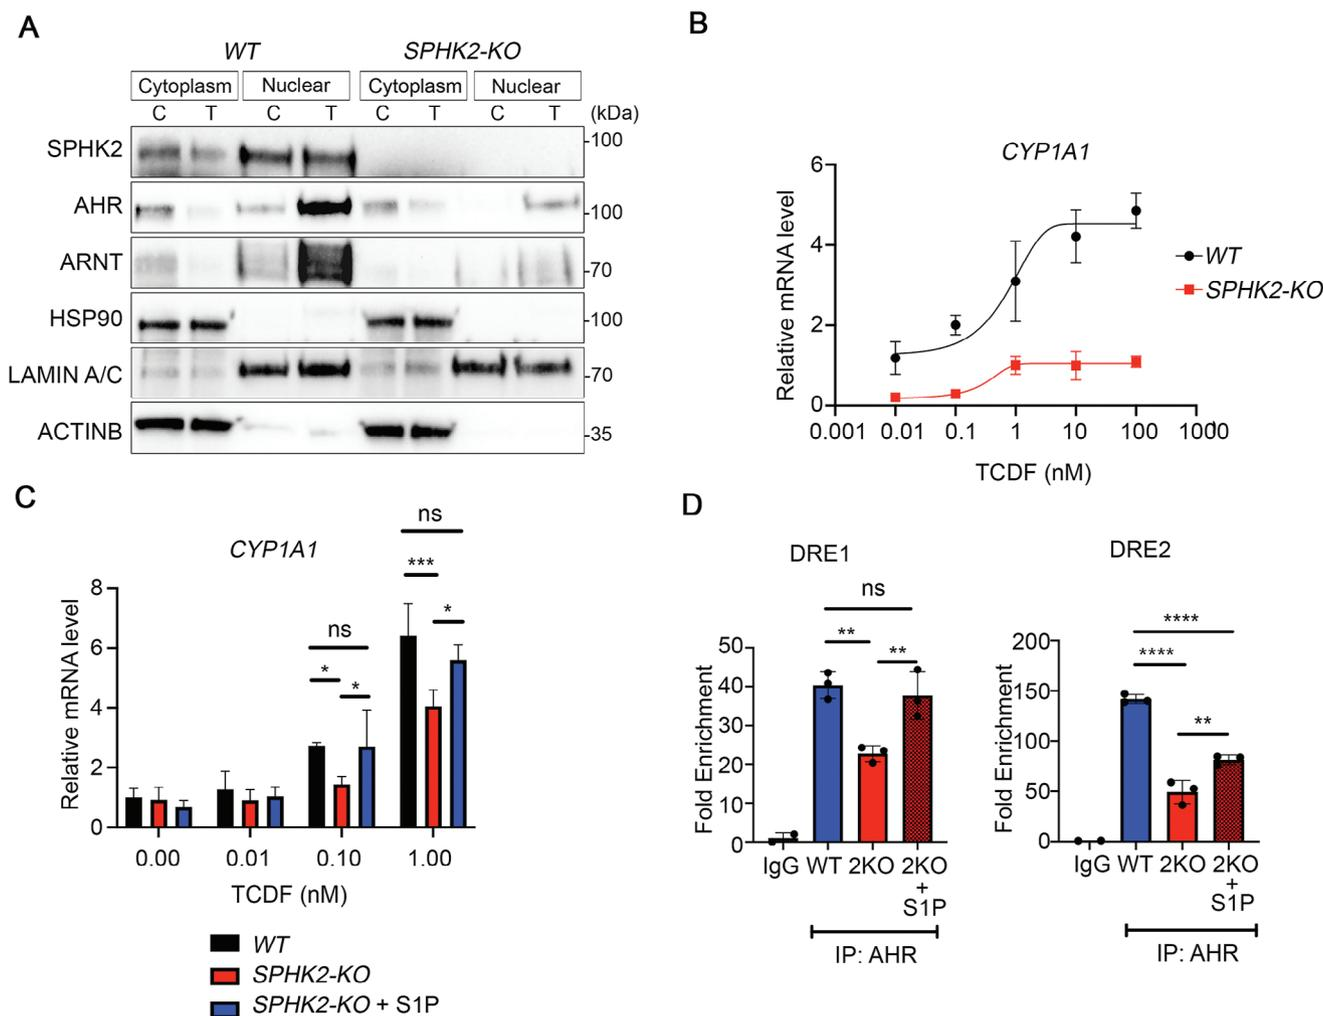 A
WT SPHK2-KO
Cytoplasm Nuclear Cytoplasm Nuclear
C T C T C T C T (kDa)
SPHK2 -100
AHR -100
ARNT -70
HSP90 -100
LAMIN A/C -70
ACTINB -35
B
CYP1A1
Relative mRNA level
6
4
2
0
0.001 0.01 0.1 1 10 100 1000
TCDF (nM)
WT
SPHK2-KO
C
CYP1A1
Relative mRNA level
8
6
4
2
0
ns
* *
ns
***
*
0.00 0.01 0.10 1.00
TCDF (nM)
WT
SPHK2-KO
SPHK2-KO + S1P
D
DRE1
ns
** **
Fold Enrichment
50
40
30
20
10
0
IgG WT 2KO 2KO
+
S1P
IP: AHR
DRE2
****
****
**
Fold Enrichment
200
150
100
50
0
IgG WT 2KO 2KO
+
S1P
IP: AHR